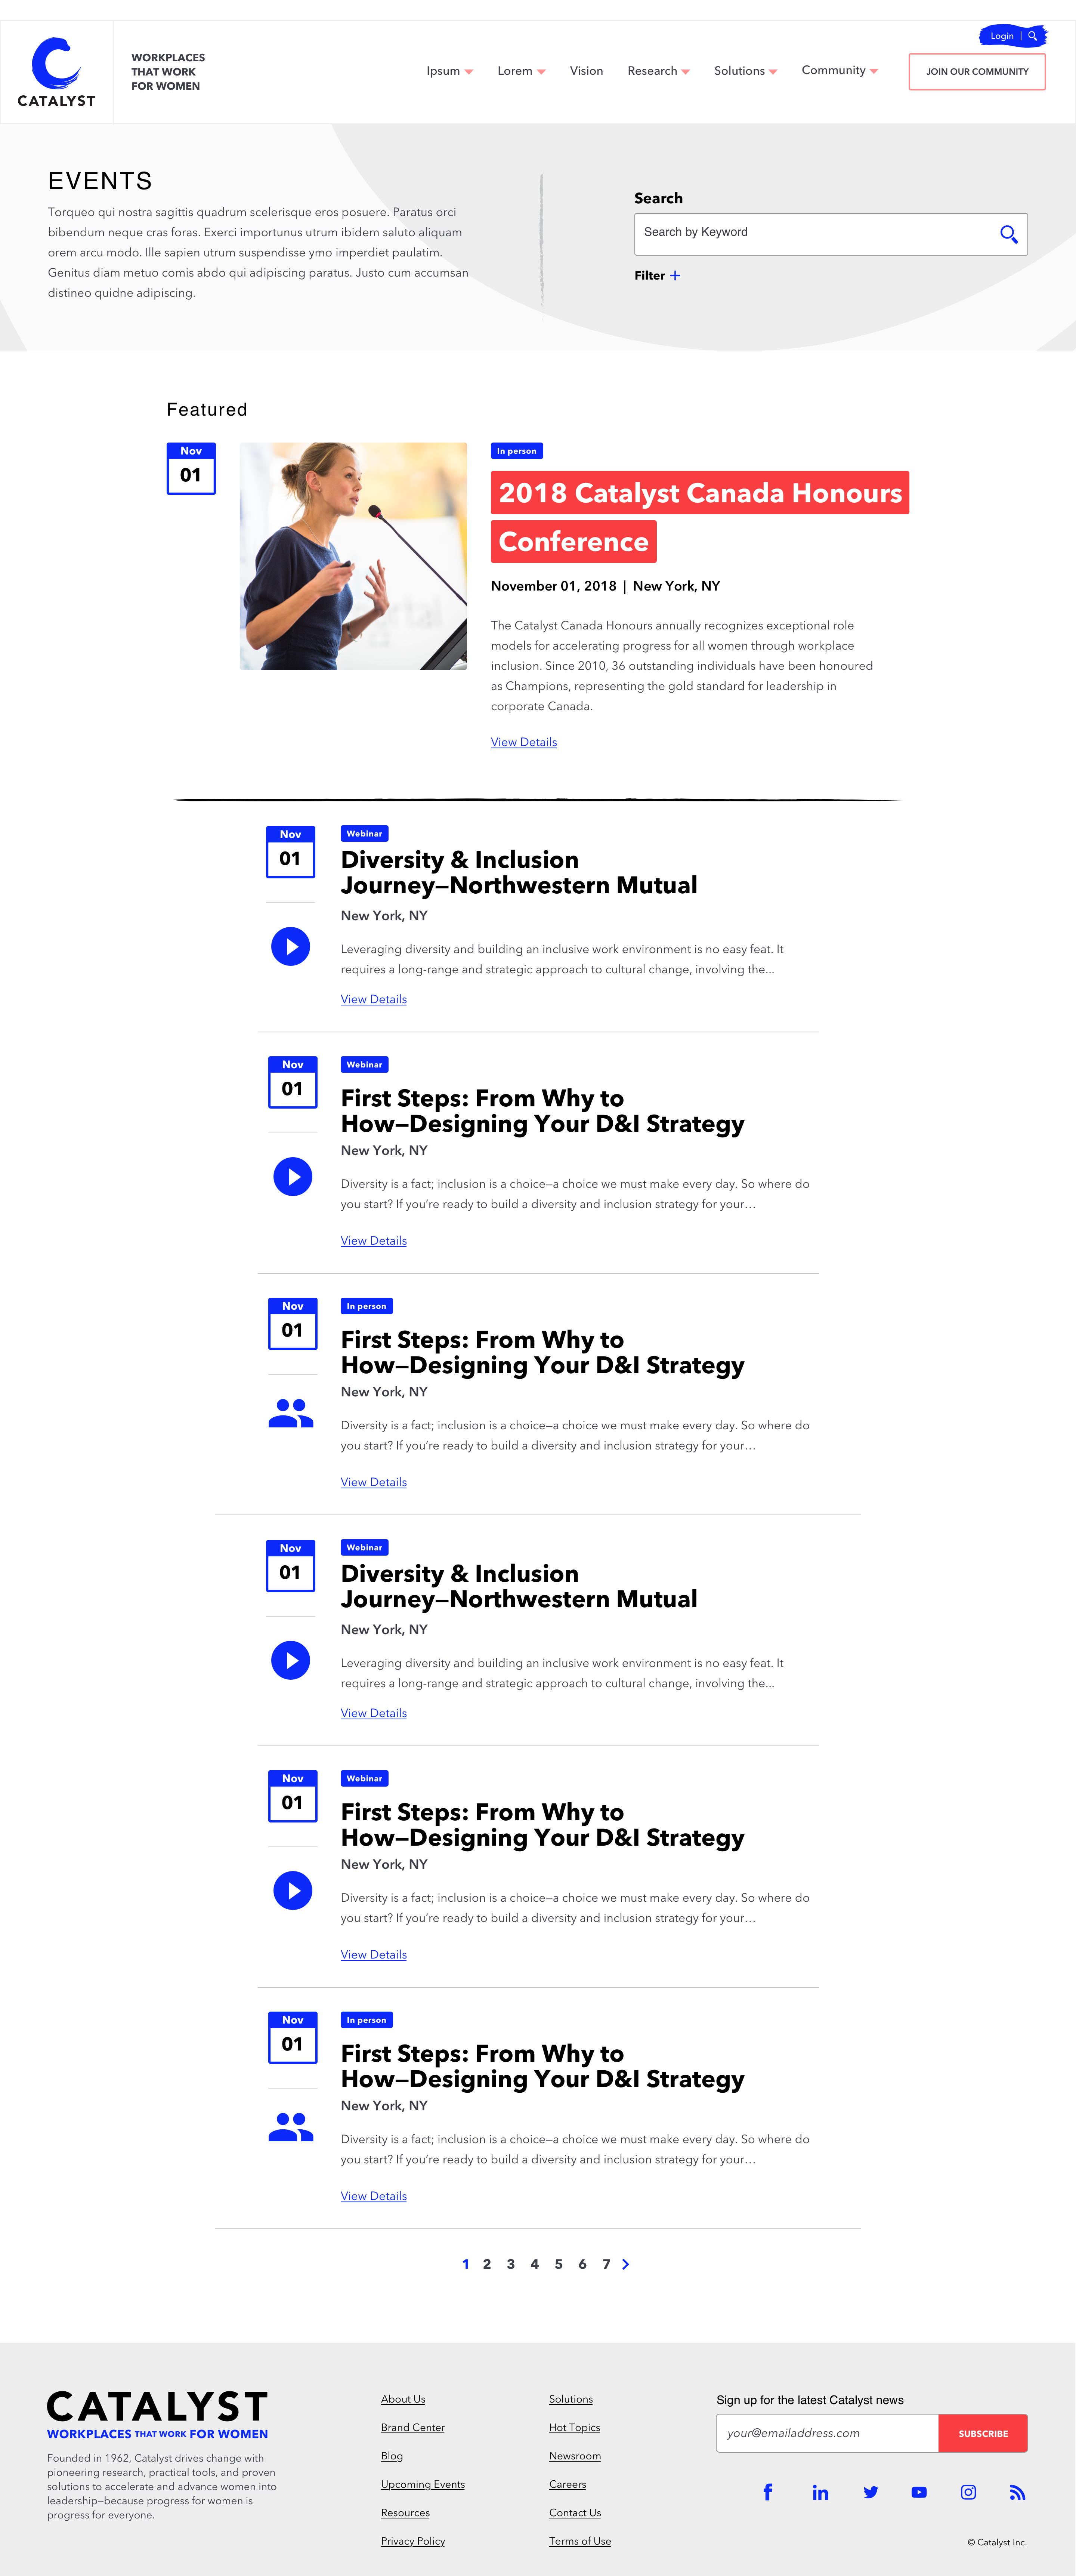 Login |
CATALYST
WORKPLACES
THAT WORK
FOR WOMEN
Ipsum
Lorem
Vision
Research
Solutions
Community
JOIN OUR COMMUNITY
EVENTS
Torqueo qui nostra sagittis quadrum scelerisque eros posuere. Paratus orci
bibendum neque cras foras. Exerci importunus utrum ibidem saluto aliquam
orem arcu modo. Ille sapien utrum suspendisse ymo imperdiet paulatim.
Genitus diam metuo comis abdo qui adipiscing paratus. Justo cum accumsan
distineo quidne adipiscing.
Search
Search by Keyword
Filter +
Featured
Nov
01
In person
2018 Catalyst Canada Honours
Conference
November 01, 2018 | New York, NY
The Catalyst Canada Honours annually recognizes exceptional role
models for accelerating progress for all women through workplace
inclusion. Since 2010, 36 outstanding individuals have been honoured
as Champions, representing the gold standard for leadership in
corporate Canada.
View Details
Nov
01
Webinar
Diversity & Inclusion
Journey—Northwestern Mutual
New York, NY
Leveraging diversity and building an inclusive work environment is no easy feat. It
requires a long-range and strategic approach to cultural change, involving the...
View Details
Nov
01
Webinar
First Steps: From Why to
How—Designing Your D&I Strategy
New York, NY
Diversity is a fact; inclusion is a choice—a choice we must make every day. So where do
you start? If you’re ready to build a diversity and inclusion strategy for your…
View Details
Nov
01
In person
First Steps: From Why to
How—Designing Your D&I Strategy
New York, NY
Diversity is a fact; inclusion is a choice—a choice we must make every day. So where do
you start? If you’re ready to build a diversity and inclusion strategy for your…
View Details
Nov
01
Webinar
Diversity & Inclusion
Journey—Northwestern Mutual
New York, NY
Leveraging diversity and building an inclusive work environment is no easy feat. It
requires a long-range and strategic approach to cultural change, involving the...
View Details
Nov
01
Webinar
First Steps: From Why to
How—Designing Your D&I Strategy
New York, NY
Diversity is a fact; inclusion is a choice—a choice we must make every day. So where do
you start? If you’re ready to build a diversity and inclusion strategy for your…
View Details
Nov
01
In person
First Steps: From Why to
How—Designing Your D&I Strategy
New York, NY
Diversity is a fact; inclusion is a choice—a choice we must make every day. So where do
you start? If you’re ready to build a diversity and inclusion strategy for your…
View Details
1 2 3 4 5 6 7
CATALYST
WORKPLACES THAT WORK FOR WOMEN
Founded in 1962, Catalyst drives change with
pioneering research, practical tools, and proven
solutions to accelerate and advance women into
leadership—because progress for women is
progress for everyone.
About Us
Brand Center
Blog
Upcoming Events
Resources
Privacy Policy
Solutions
Hot Topics
Newsroom
Careers
Contact Us
Terms of Use
Sign up for the latest Catalyst news
your@emailaddress.com
SUBSCRIBE
© Catalyst Inc.